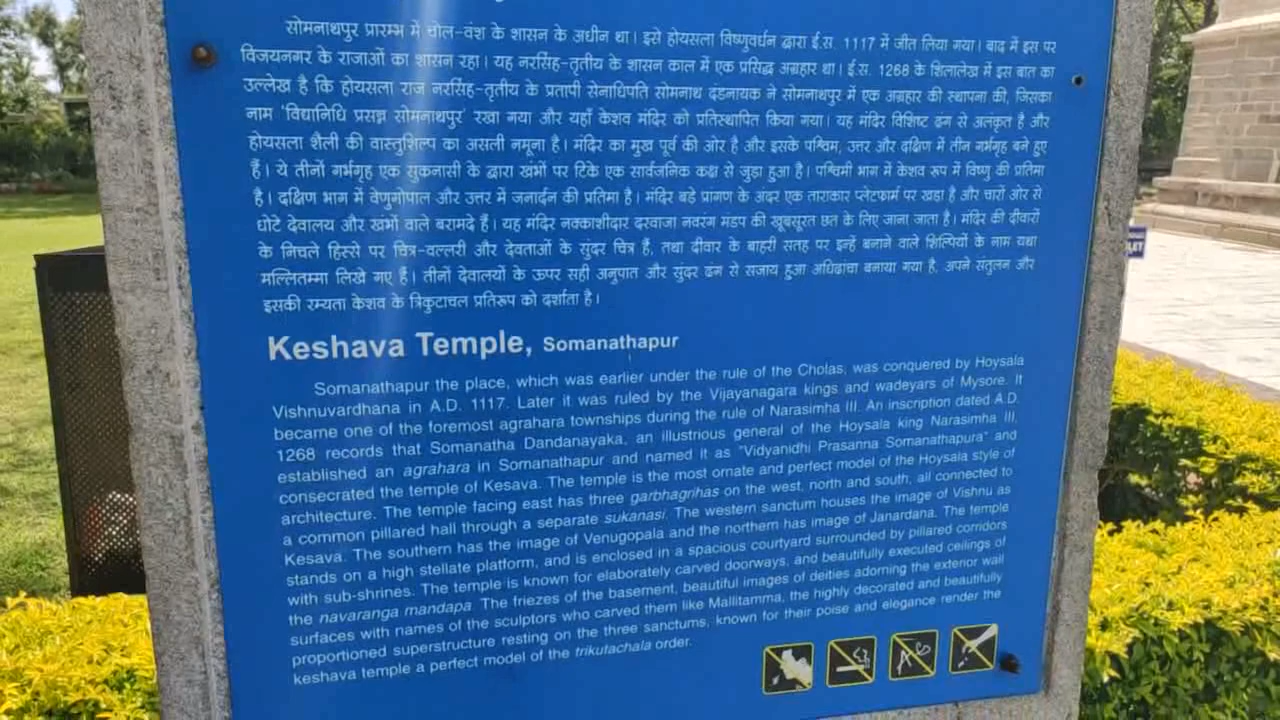 सोमनाथपुर प्रारम्भ में चोल-वंश के शासन के अधीन था। इसे होयसला विष्णुवर्धन द्वारा ई.स. 1117 में जीत लिया गया। बाद में इस पर
विजयनगर के राजाओं का शासन रहा। यह नरसिंह-तृतीय के शासन काल में एक प्रसिद्ध अग्रहार था। ई.स. 1268 के शिलालेख में इस बात का
उल्लेख है कि होयसला राज नरसिंह-तृतीय के प्रतापी सेनाधिपति सोमनाथ दंडनायक ने सोमनाथपुर में एक अग्रहार की स्थापना की, जिसका
नाम 'विद्यानिधि प्रसन्न सोमनाथपुर' रखा गया और यहाँ केशव मंदिर को प्रतिस्थापित किया गया। यह मंदिर विशिष्ट ढंग से अलंकृत है और
होयसला शैली की वास्तुशिल्प का असली नमूना है। मंदिर का मुख पूर्व की ओर है और इसके पश्चिम, उत्तर और दक्षिण में तीन गर्भगृह बने हुए
हैं। ये तीनों गर्भगृह एक सुकनासी के द्वारा खंभों पर टिके एक सार्वजनिक कक्ष से जुड़ा हुआ है। पश्चिमी भाग में केशव रूप में विष्णु की प्रतिमा
है। दक्षिण भाग में वेणुगोपाल और उत्तर में जनार्दन की प्रतिमा है। मंदिर बड़े प्रांगण के अंदर एक ताराकार प्लेटफार्म पर खड़ा है और चारों ओर से
छोटे देवालय और खंभों वाले बरामदे हैं। यह मंदिर नक्काशीदार दरवाजा नवरंग मंडप की खूबसूरत छत के लिए जाना जाता है। मंदिर की दीवारों
के निचले हिस्से पर चित्र-वल्लरी और देवताओं के सुंदर चित्र हैं, तथा दीवार के बाहरी सतह पर इन्हें बनाने वाले शिल्पियों के नाम यथा
मल्लितम्मा लिखे गए हैं। तीनों देवालयों के ऊपर सही अनुपात और सुंदर ढंग से सजाय हुआ अधिढांचा बनाया गया है, अपने संतुलन और
इसकी रम्यता केशव के त्रिकुटाचल प्रतिरूप को दर्शाता है।
Keshava Temple, Somanathapur
Somanathapur the place, which was earlier under the rule of the Cholas, was conquered by Hoysala
Vishnuvardhana in A.D. 1117. Later it was ruled by the Vijayanagara kings and wadeyars of Mysore. It
became one of the foremost agrahara townships during the rule of Narasimha III. An inscription dated A.D.
1268 records that Somanatha Dandanayaka, an illustrious general of the Hoysala king Narasimha III,
established an agrahara in Somanathapur and named it as "Vidyanidhi Prasanna Somanathapura" and
consecrated the temple of Kesava. The temple is the most ornate and perfect model of the Hoysala style of
architecture. The temple facing east has three garbhagrihas on the west, north and south, all connected to
a common pillared hall through a separate sukanasi. The western sanctum houses the image of Vishnu as
Kesava. The southern has the image of Venugopala and the northern has image of Janardana. The temple
stands on a high stellate platform, and is enclosed in a spacious courtyard surrounded by pillared corridors
with sub-shrines. The temple is known for elaborately carved doorways, and beautifully executed ceilings of
the navaranga mandapa. The friezes of the basement, beautiful images of deities adorning the exterior wall
surfaces with names of the sculptors who carved them like Mallitamma, the highly decorated and beautifully
proportioned superstructure resting on the three sanctums, known for their poise and elegance render the
keshava temple a perfect model of the trikutachala order.